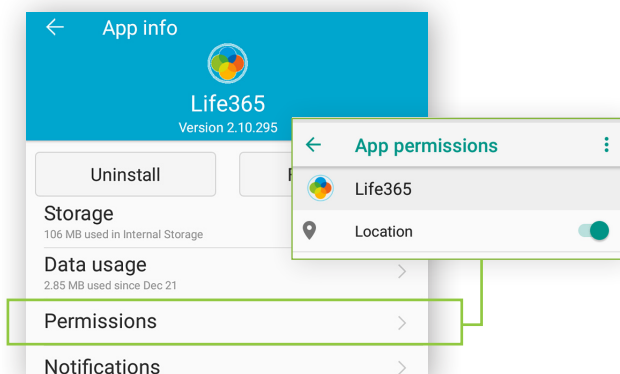 App info
Life365
Version 2.10.295
Uninstall
F
Storage
106 MB used in Internal Storage
Data usage
2.85 MB used since Dec 21
Permissions
Notifications
App permissions
Life365
Location